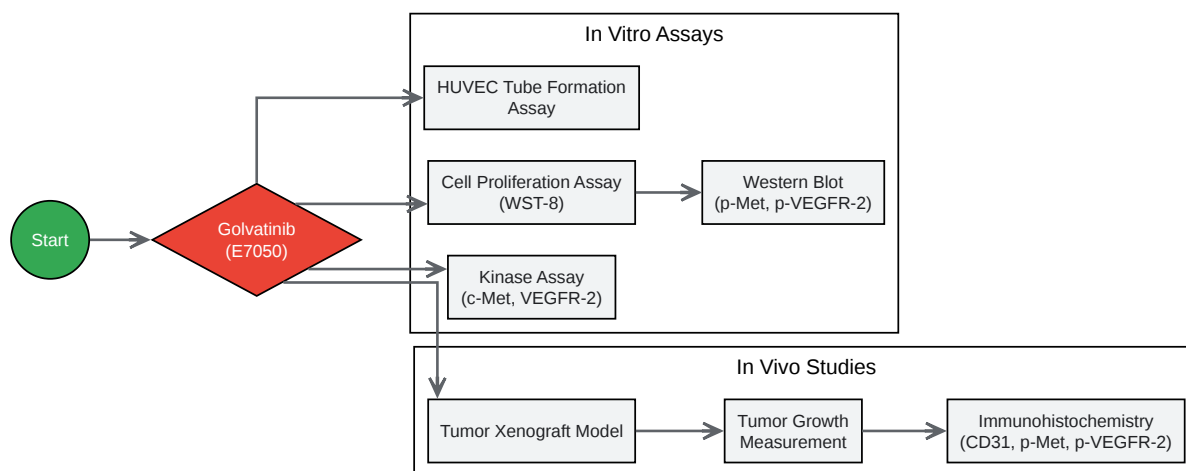 Start
Golvatinib
(E7050)
In Vitro Assays
HUVEC Tube Formation
Assay
Cell Proliferation Assay
(WST-8)
Western Blot
(p-Met, p-VEGFR-2)
Kinase Assay
(c-Met, VEGFR-2)
In Vivo Studies
Tumor Xenograft Model
Tumor Growth
Measurement
Immunohistochemistry
(CD31, p-Met, p-VEGFR-2)